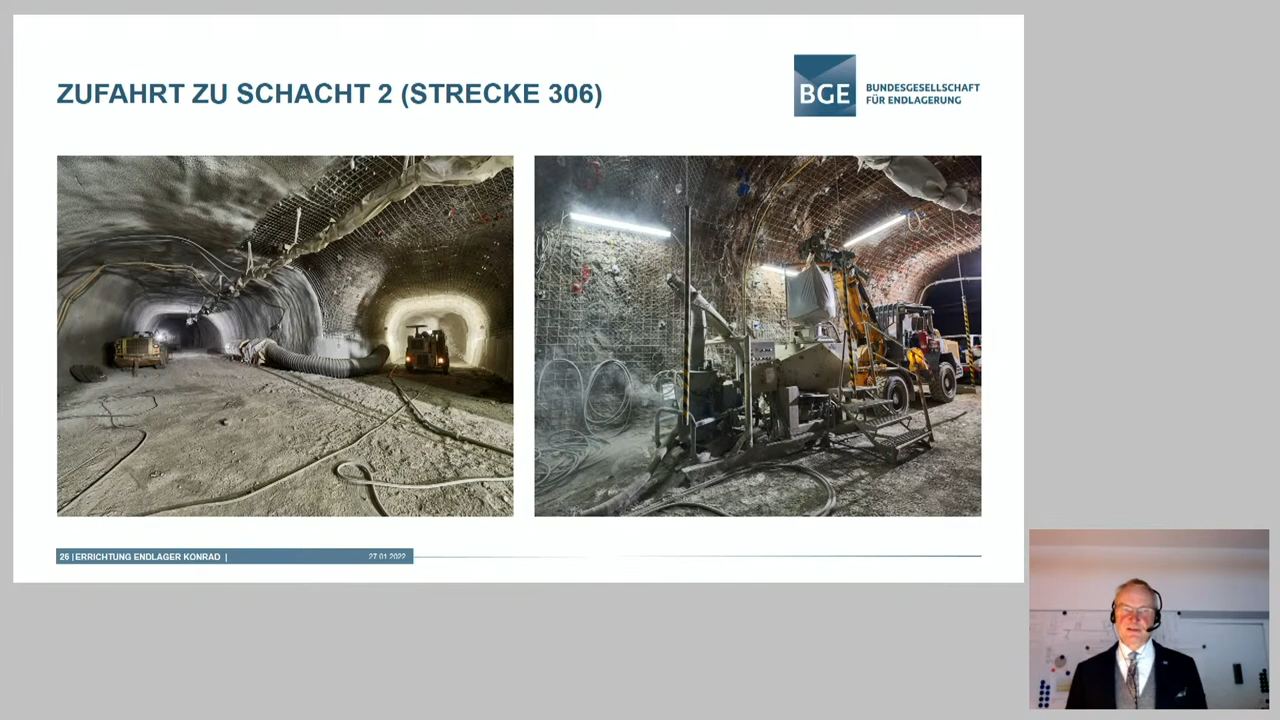 ZUFAHRT ZU SCHACHT 2 (STRECKE 306)
BGE
BUNDESGESELLSCHAFT
FÜR ENDLAGERUNG
26 | ERRICHTUNG ENDLAGER KONRAD |
27.01.2022